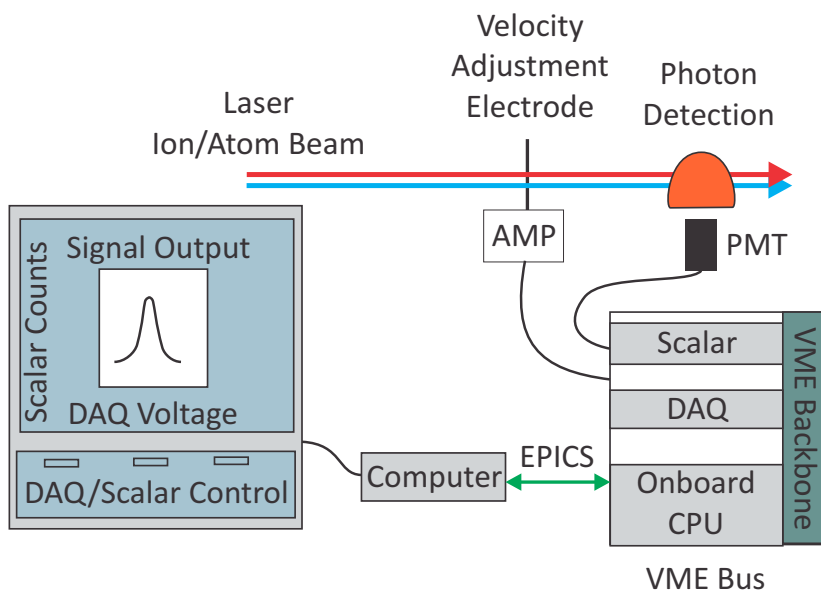 Velocity
Adjustment
Electrode
Photon
Detection
Laser
Ion/Atom Beam
AMP
PMT
Signal Output
Scalar Counts
DAQ Voltage
DAQ/Scalar Control
Computer
EPICS
Scalar
DAQ
Onboard
CPU
VME Backbone
VME Bus